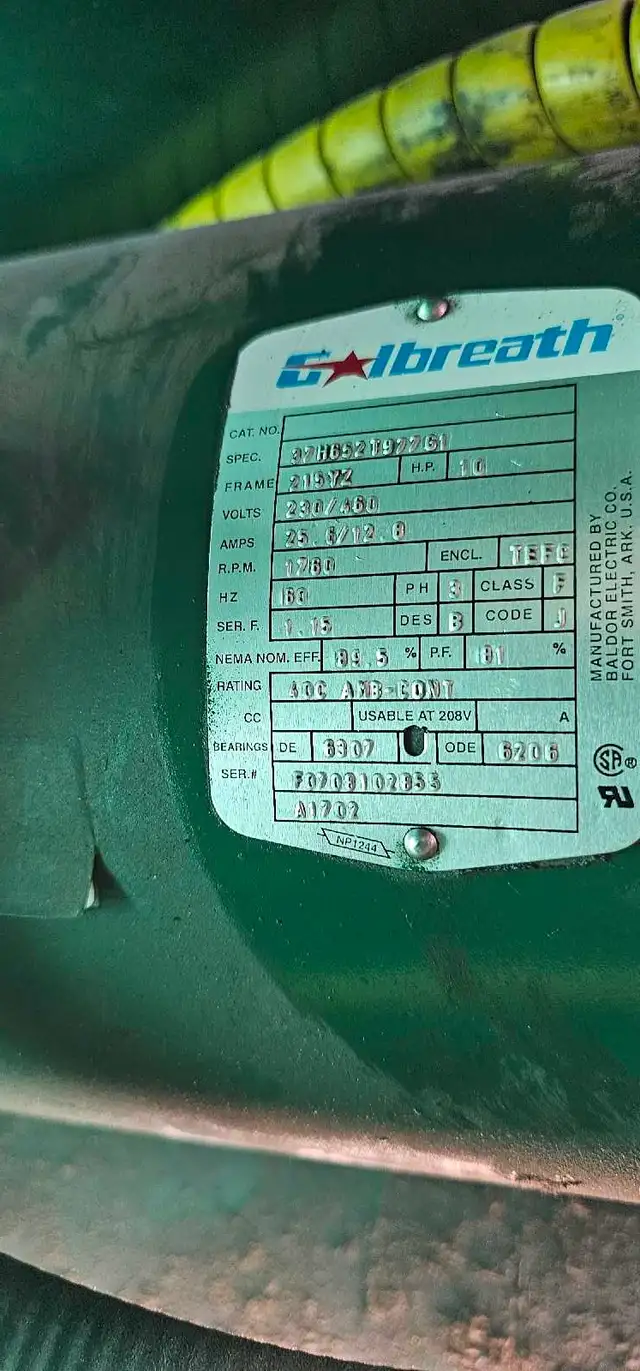 Galbreath
CAT. NO.
SPEC. 37H652T927G1
FRAME 215YZ H.P. 10
VOLTS 230/460
AMPS 25.6/12.8
R.P.M. 1760 ENCL. TEFC
HZ 60 PH 3 CLASS F
SER. F. 1.15 DES B CODE J
NEMA NOM. EFF. 89.5 % P.F. 81 %
RATING 40C AMB-CONT
CC USABLE AT 208V A
BEARINGS DE 6307 ODE 6206
SER.# F0708102855
A1702
NP1244
MANUFACTURED BY
BALDOR ELECTRIC CO.
FORT SMITH, ARK. U.S.A.